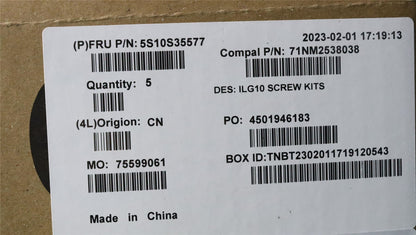 2023-02-01 17:19:13
(P)FRU P/N: 5S10S35577
Compal P/N: 71NM2538038
Quantity: 5
DES: ILG10 SCREW KITS
(4L)Origion: CN
PO: 4501946183
MO: 75599061
BOX ID:TNBT2302011719120543
Made in China